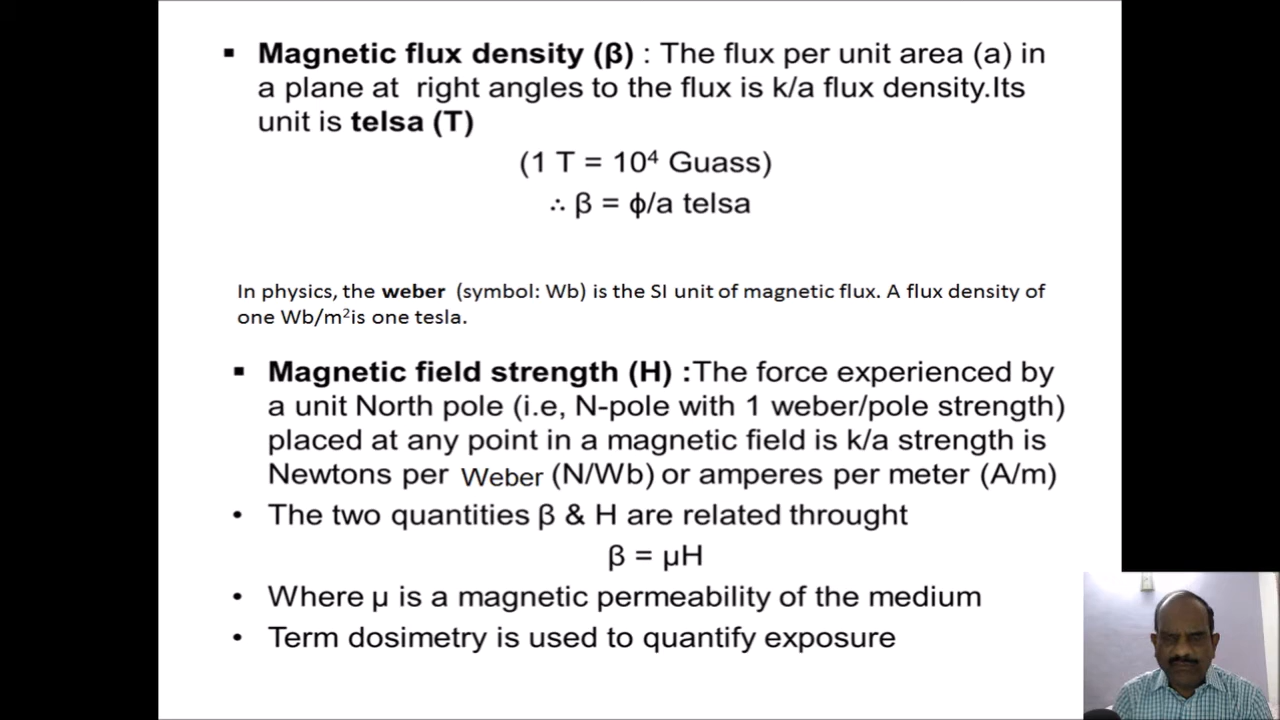 ▪ Magnetic flux density (β) : The flux per unit area (a) in
a plane at right angles to the flux is k/a flux density.Its
unit is telsa (T)
(1 T = 10⁴ Guass)
∴ β = ϕ/a telsa
In physics, the weber (symbol: Wb) is the SI unit of magnetic flux. A flux density of
one Wb/m²is one tesla.
▪ Magnetic field strength (H) :The force experienced by
a unit North pole (i.e, N-pole with 1 weber/pole strength)
placed at any point in a magnetic field is k/a strength is
Newtons per Weber (N/Wb) or amperes per meter (A/m)
• The two quantities β & H are related throught
β = μH
• Where μ is a magnetic permeability of the medium
• Term dosimetry is used to quantify exposure